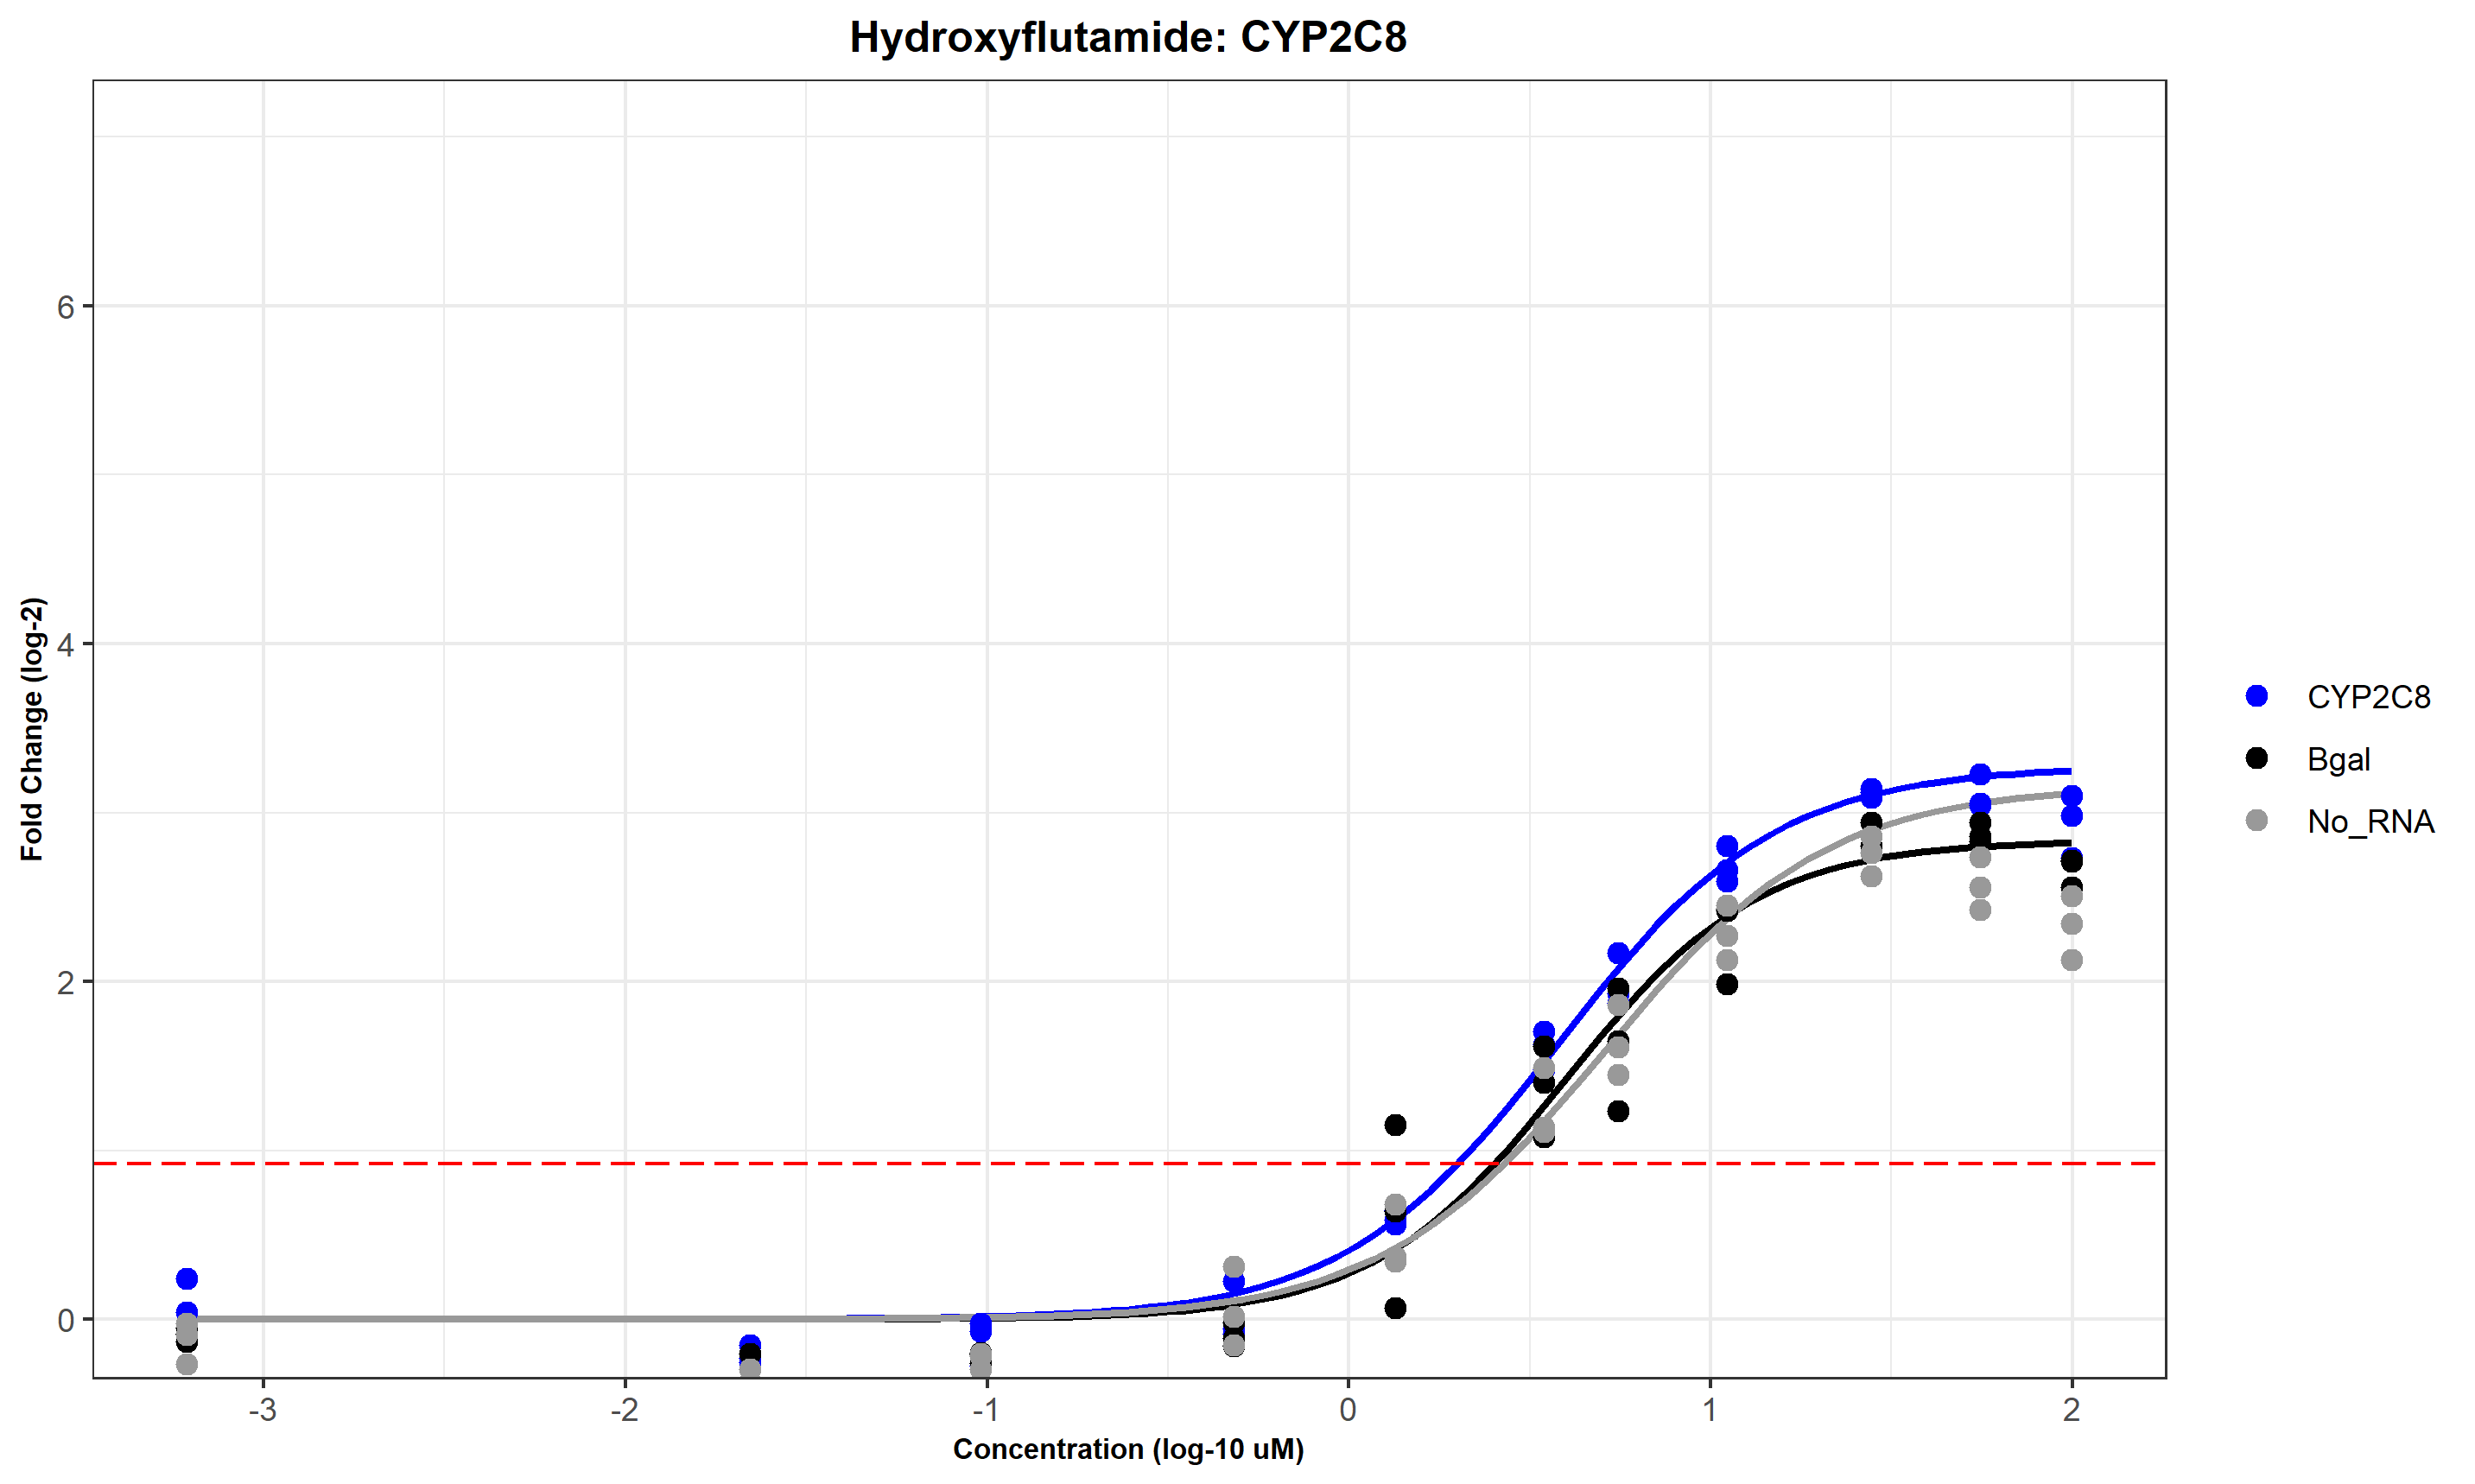 Hydroxyflutamide: CYP2C8
Fold Change (log-2)
6
4
2
0
-3
-2
-1
0
1
2
Concentration (log-10 uM)
CYP2C8
Bgal
No_RNA